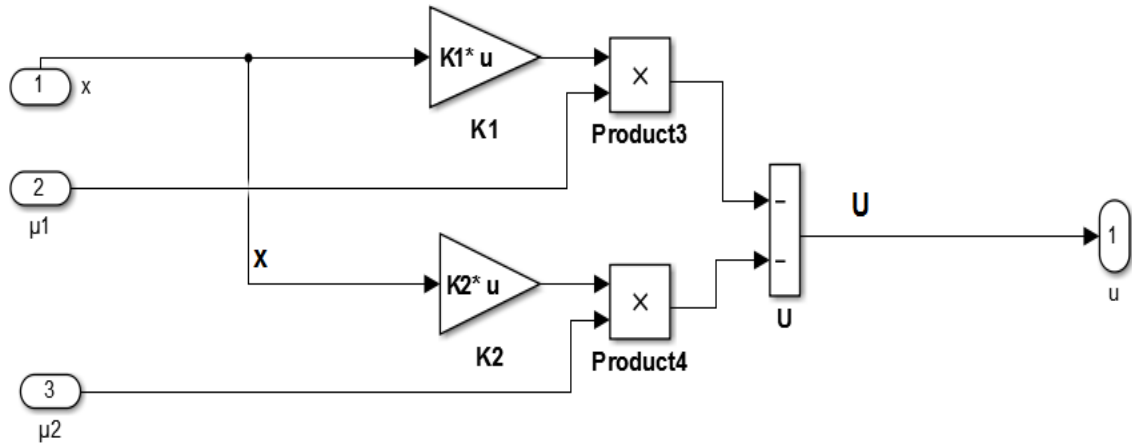 K1* u
1
x
×
K1
Product3
2
µ1
-
U
1
-
u
x
K2* u
×
U
K2
Product4
3
µ2